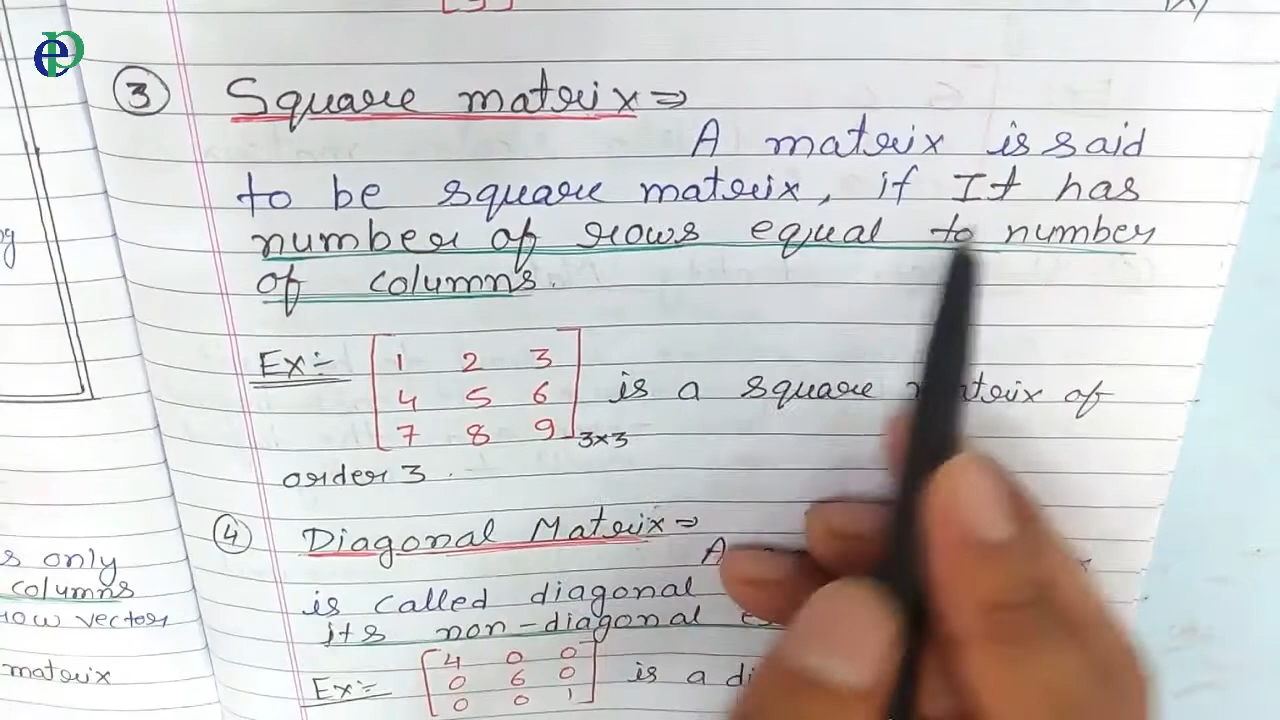 ep
③ Square matrix ⇒
A matrix is said
to be square matrix, if It has
number of rows equal to number
of columns.
Ex:- [1 2 3
4 5 6
7 8 9]3×3 is a square matrix of
order 3.
④ Diagonal Matrix ⇒
A
is called diagonal
its non-diagonal
Ex:- [4 0 0
0 6 0
0 0 1] is a
s only
columns
row vector
matrix